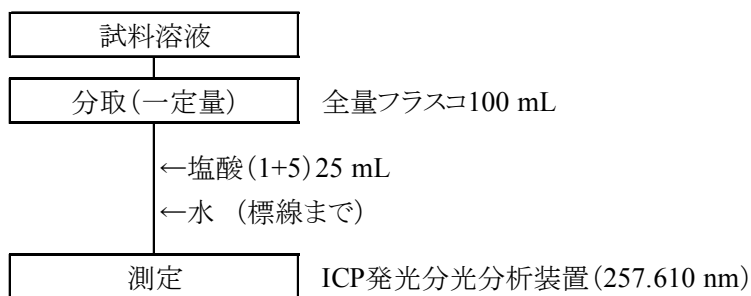 試料溶液
分取(一定量) 全量フラスコ100 mL
←塩酸(1+5)25 mL
←水 (標線まで)
測定 ICP発光分光分析装置(257.610 nm)